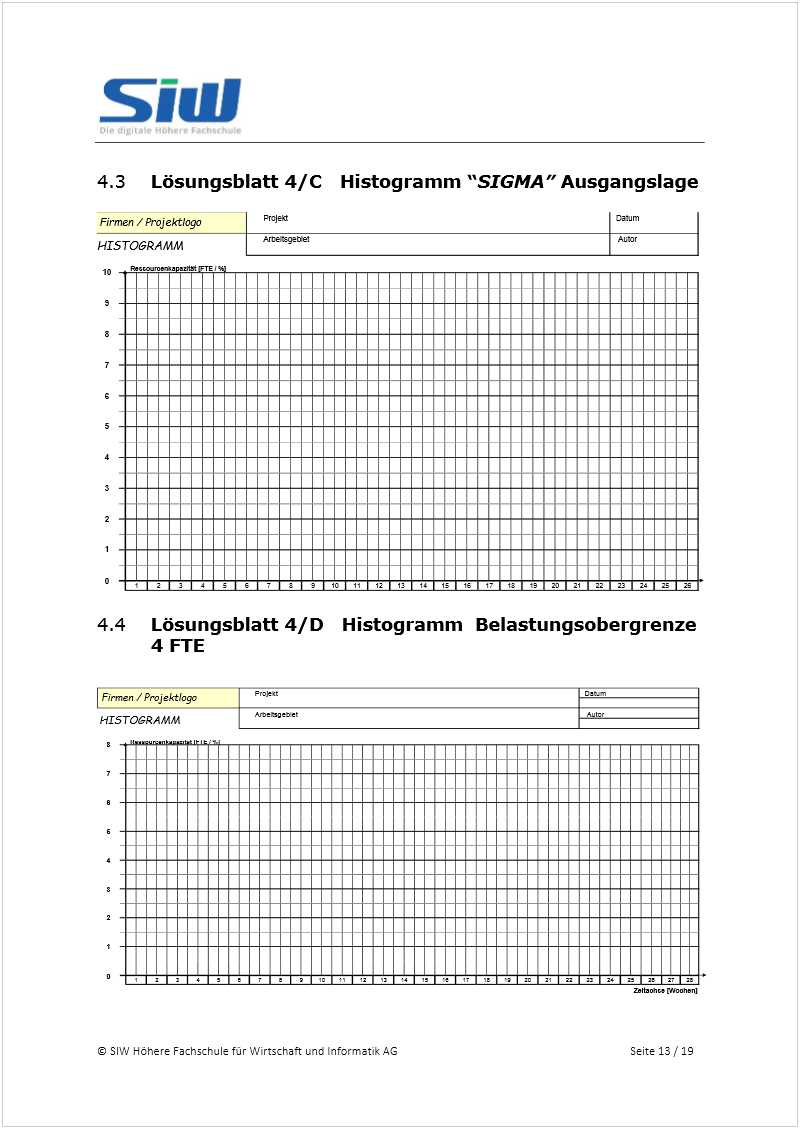 SIW
Die digitale Höhere Fachschule
4.3 Lösungsblatt 4/C Histogramm “SIGMA” Ausgangslage
Firmen / Projektlogo Projekt Datum
HISTOGRAMM Arbeitsgebiet Autor
Ressourcenkapazität [FTE / %]
10
9
8
7
6
5
4
3
2
1
0
1 2 3 4 5 6 7 8 9 10 11 12 13 14 15 16 17 18 19 20 21 22 23 24 25 26
4.4 Lösungsblatt 4/D Histogramm Belastungsobergrenze
4 FTE
Firmen / Projektlogo Projekt Datum
HISTOGRAMM Arbeitsgebiet Autor
Ressourcenkapazität [FTE / %]
8
7
6
5
4
3
2
1
0
1 2 3 4 5 6 7 8 9 10 11 12 13 14 15 16 17 18 19 20 21 22 23 24 25 26 27 28
Zeitachse [Wochen]
© SIW Höhere Fachschule für Wirtschaft und Informatik AG Seite 13 / 19